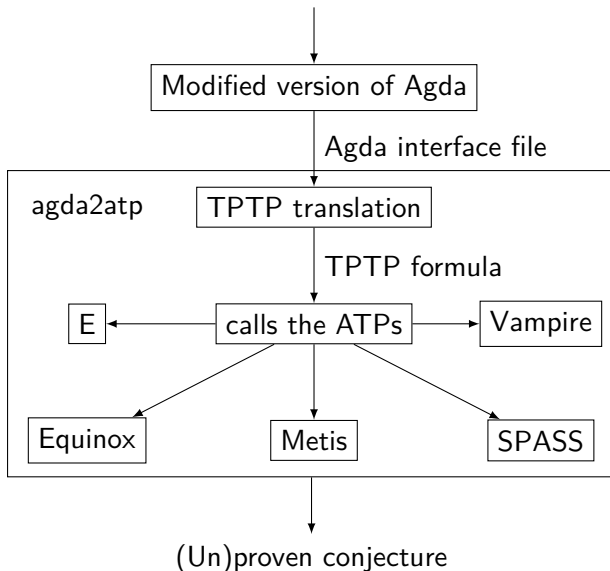 Modified version of Agda
Agda interface file
agda2atp
TPTP translation
TPTP formula
E
calls the ATPs
Vampire
Equinox
Metis
SPASS
(Un)proven conjecture